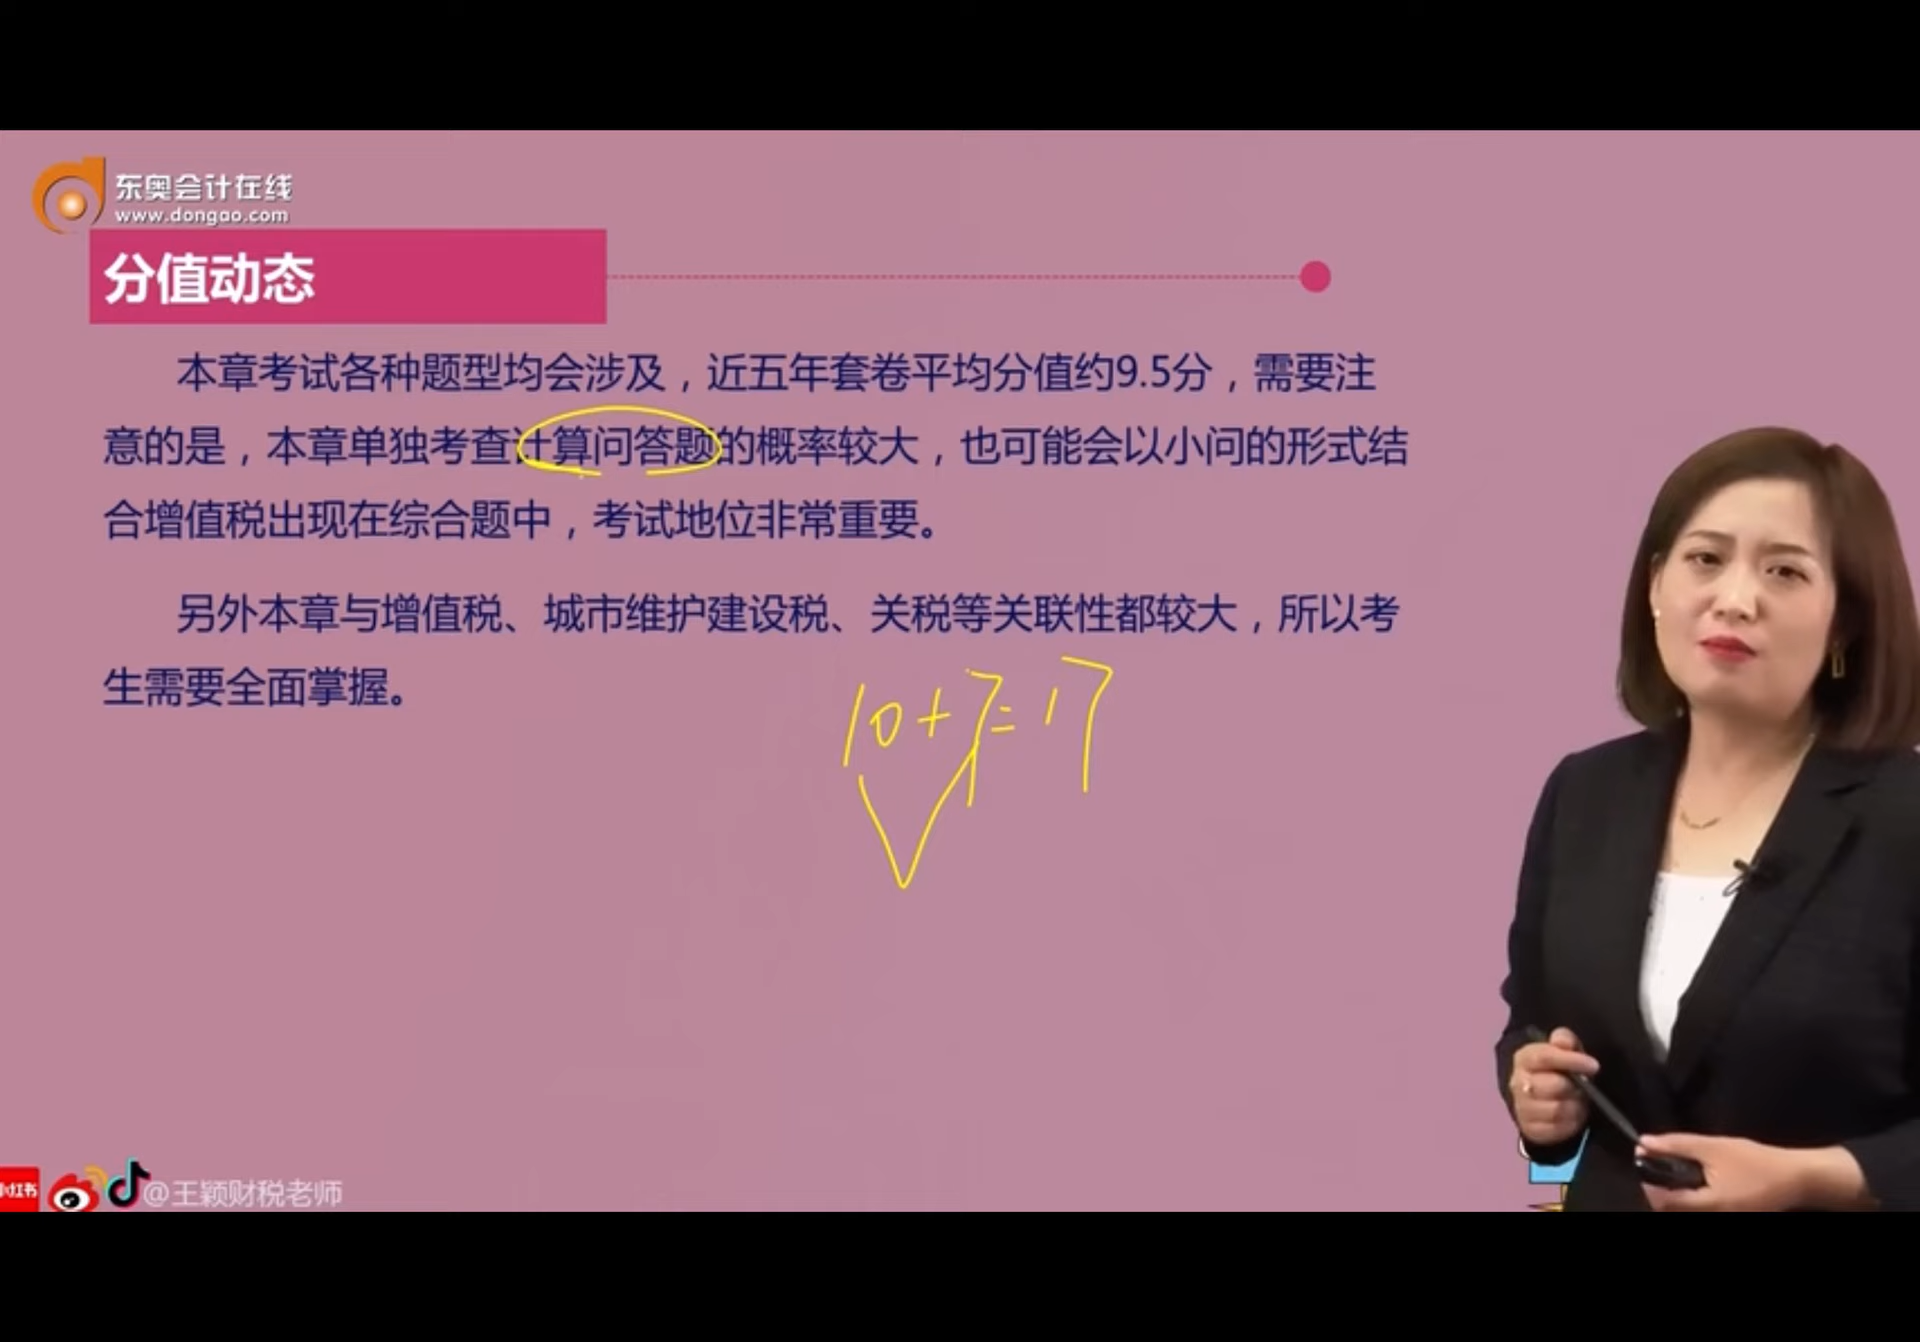 东奥会计在线
www.dongao.com
分值动态
本章考试各种题型均会涉及，近五年套卷平均分值约9.5分，需要注
意的是，本章单独考查计算问答题的概率较大，也可能会以小问的形式结
合增值税出现在综合题中，考试地位非常重要。
另外本章与增值税、城市维护建设税、关税等关联性都较大，所以考
生需要全面掌握。
10+7=17
小红书
@王颖财税老师